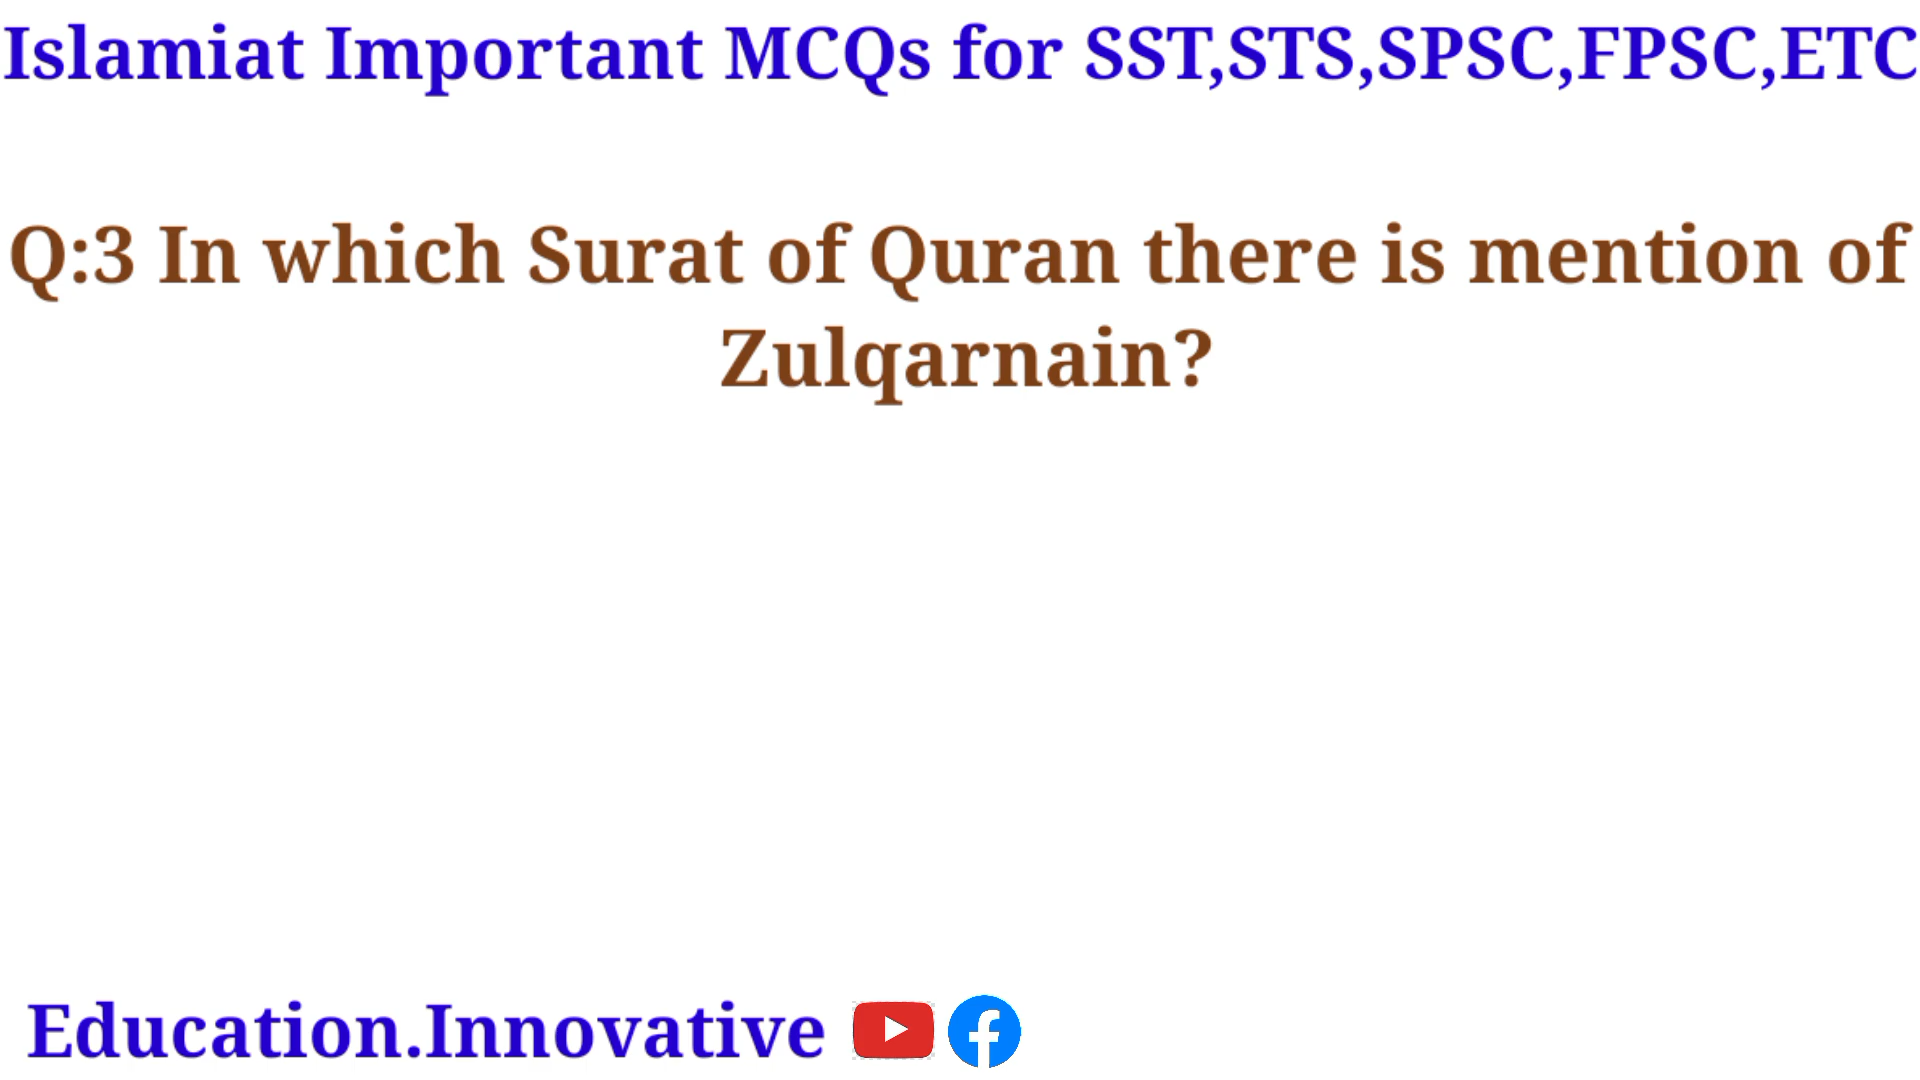 Islamiat Important MCQs for SST,STS,SPSC,FPSC,ETC
Q:3 In which Surat of Quran there is mention of
Zulqarnain?
Education.Innovative